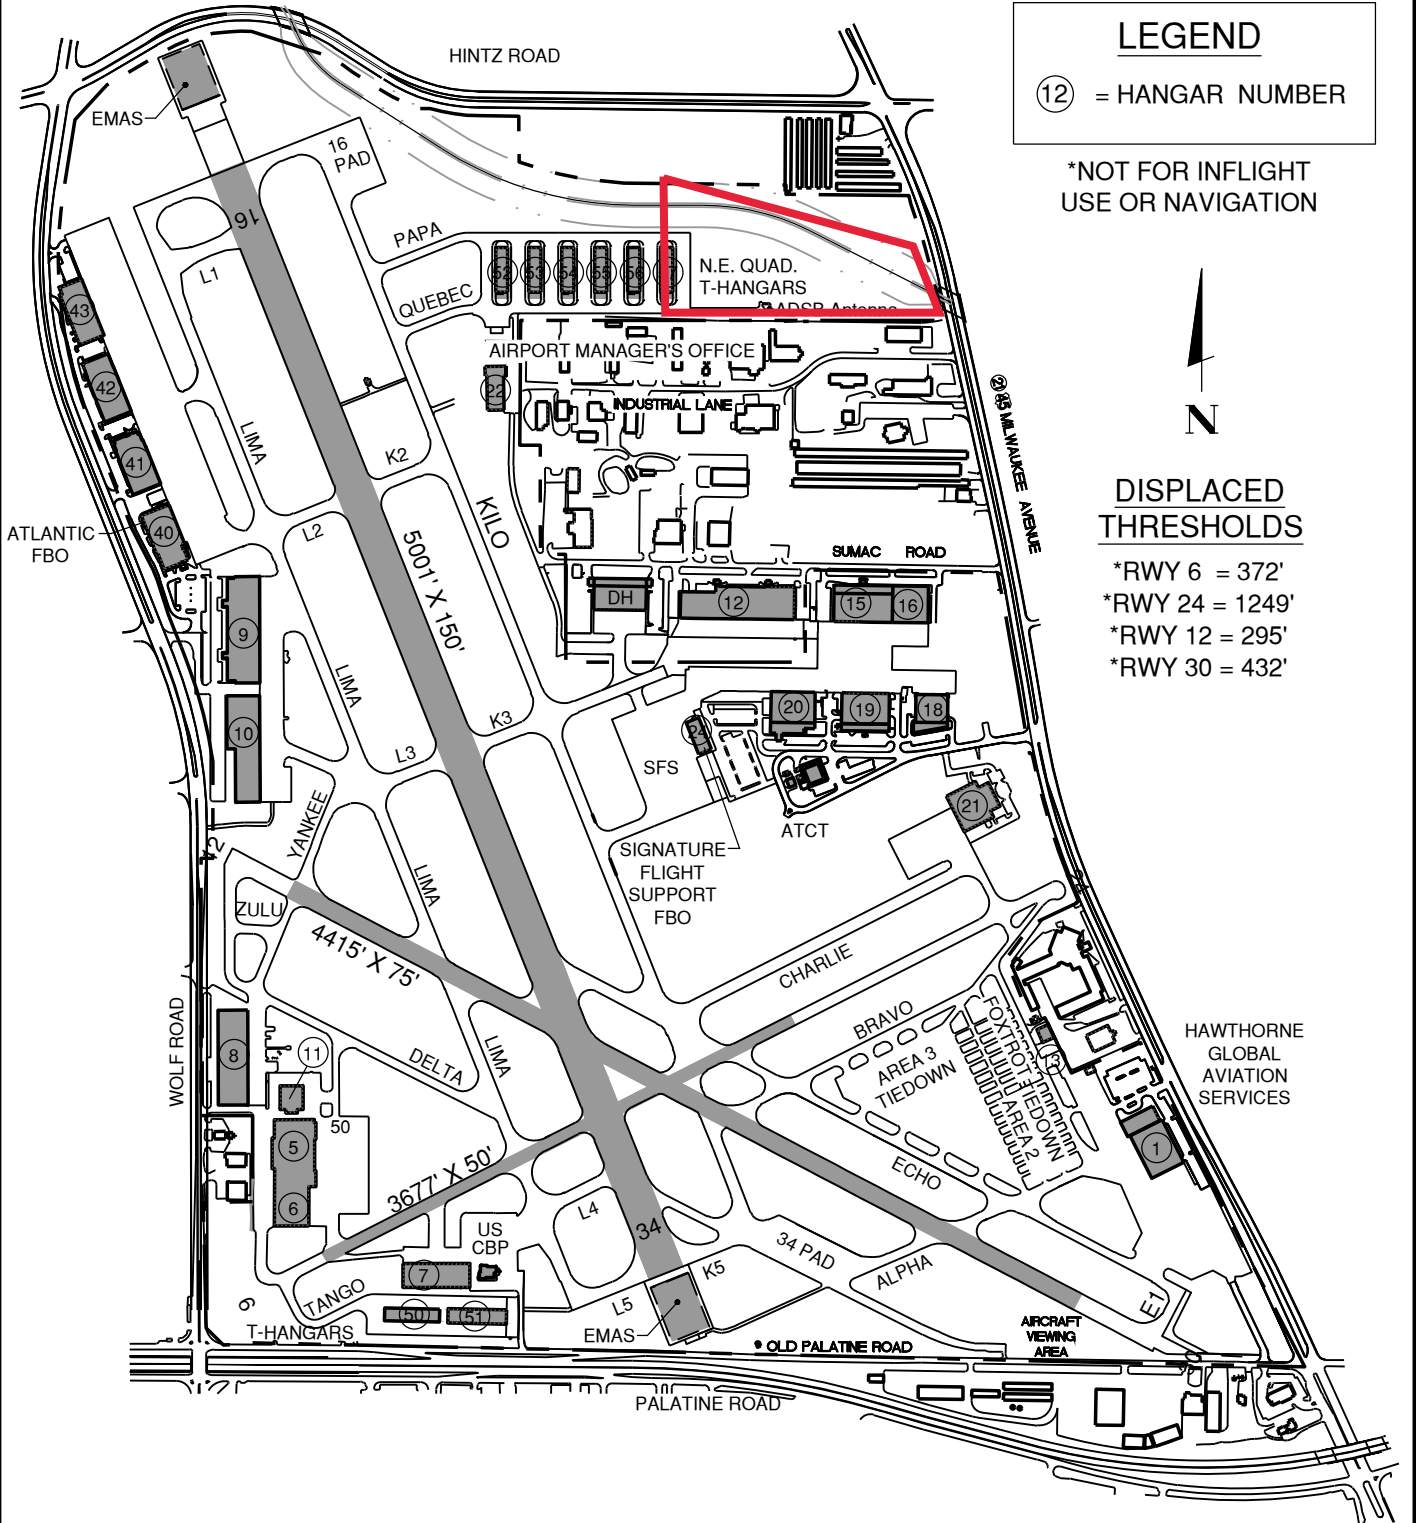 HINTZ ROAD
LEGEND
12 = HANGAR NUMBER
*NOT FOR INFLIGHT
USE OR NAVIGATION
EMAS
16
PAD
16
PAPA
L1
QUEBEC
52
53
54
55
56
N.E. QUAD.
T-HANGARS
ADSB Antenna
43
AIRPORT MANAGER'S OFFICE
42
22
INDUSTRIAL LANE
N
LIMA
K2
41
MILWAUKEE AVENUE
DISPLACED
THRESHOLDS
*RWY 6 = 372'
*RWY 24 = 1249'
*RWY 12 = 295'
*RWY 30 = 432'
ATLANTIC
FBO
40
L2
KILO
5001' X 150'
SUMAC ROAD
DH
12
15
16
9
LIMA
10
K3
L3
24
20
19
18
SFS
21
ATCT
YANKEE
12
SIGNATURE
FLIGHT
SUPPORT
FBO
LIMA
ZULU
4415' X 75'
CHARLIE
BRAVO
WOLF ROAD
8
11
DELTA
LIMA
AREA 3
TIEDOWN
FOXTROT TIEDOWN
AREA 2
HAWTHORNE
GLOBAL
AVIATION
SERVICES
50
5
1
6
3677' X 50'
ECHO
L4
34
US
CBP
34 PAD
7
K5
ALPHA
TANGO
6
50
51
L5
E1
T-HANGARS
EMAS
OLD PALATINE ROAD
AIRCRAFT
VIEWING
AREA
PALATINE ROAD